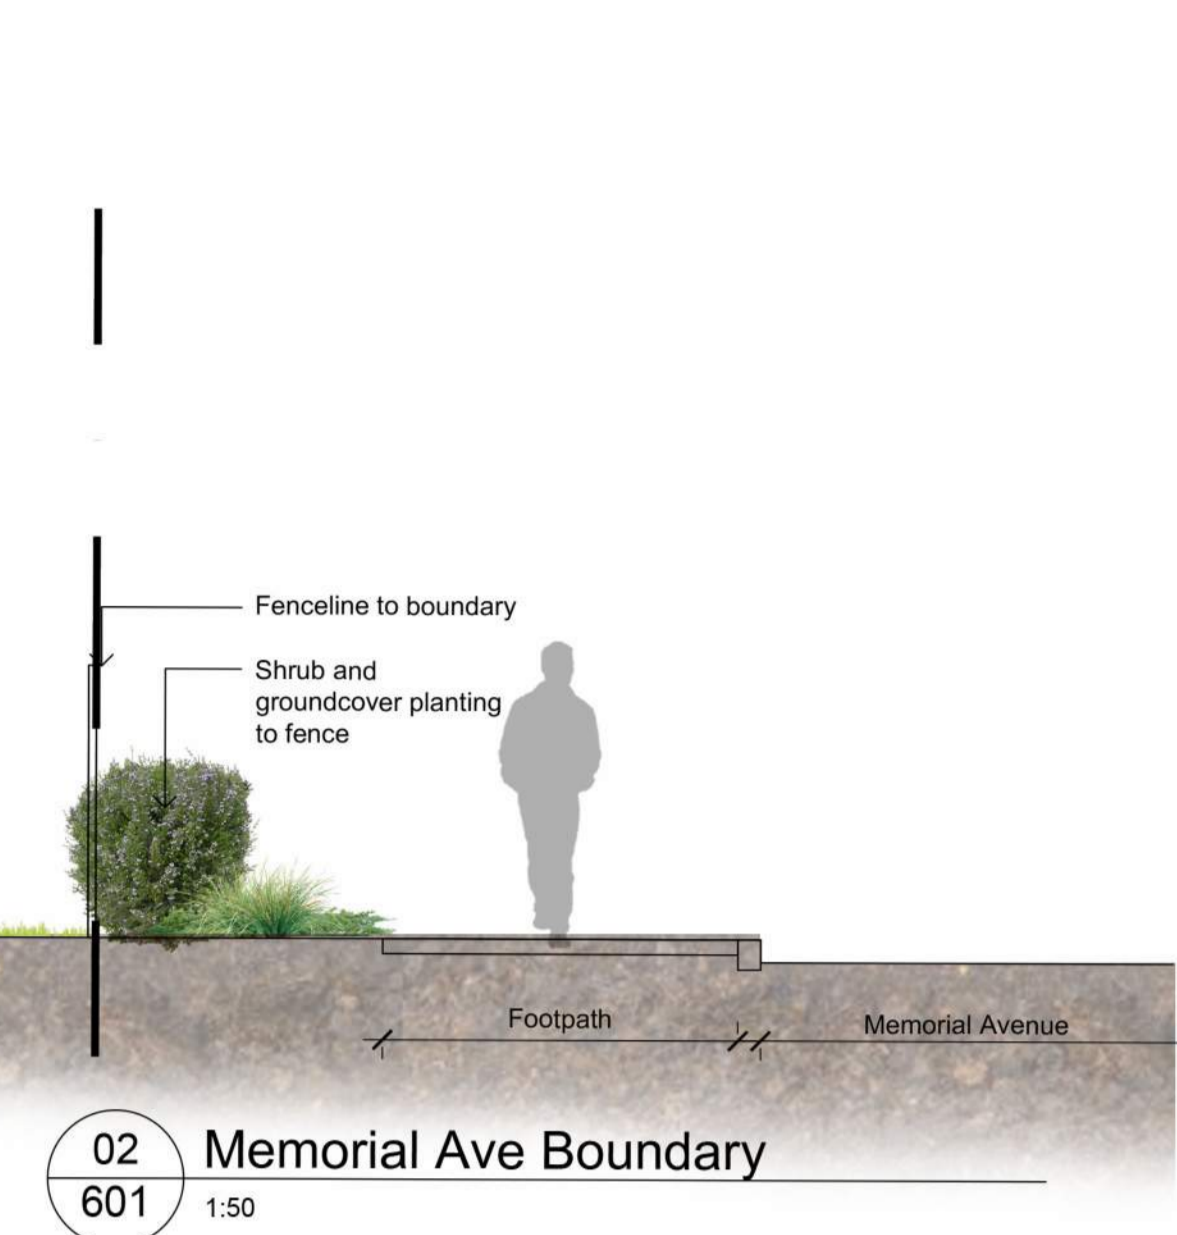 Fenceline to boundary
Shrub and
groundcover planting
to fence
Footpath
Memorial Avenue
02
601
Memorial Ave Boundary
1:50